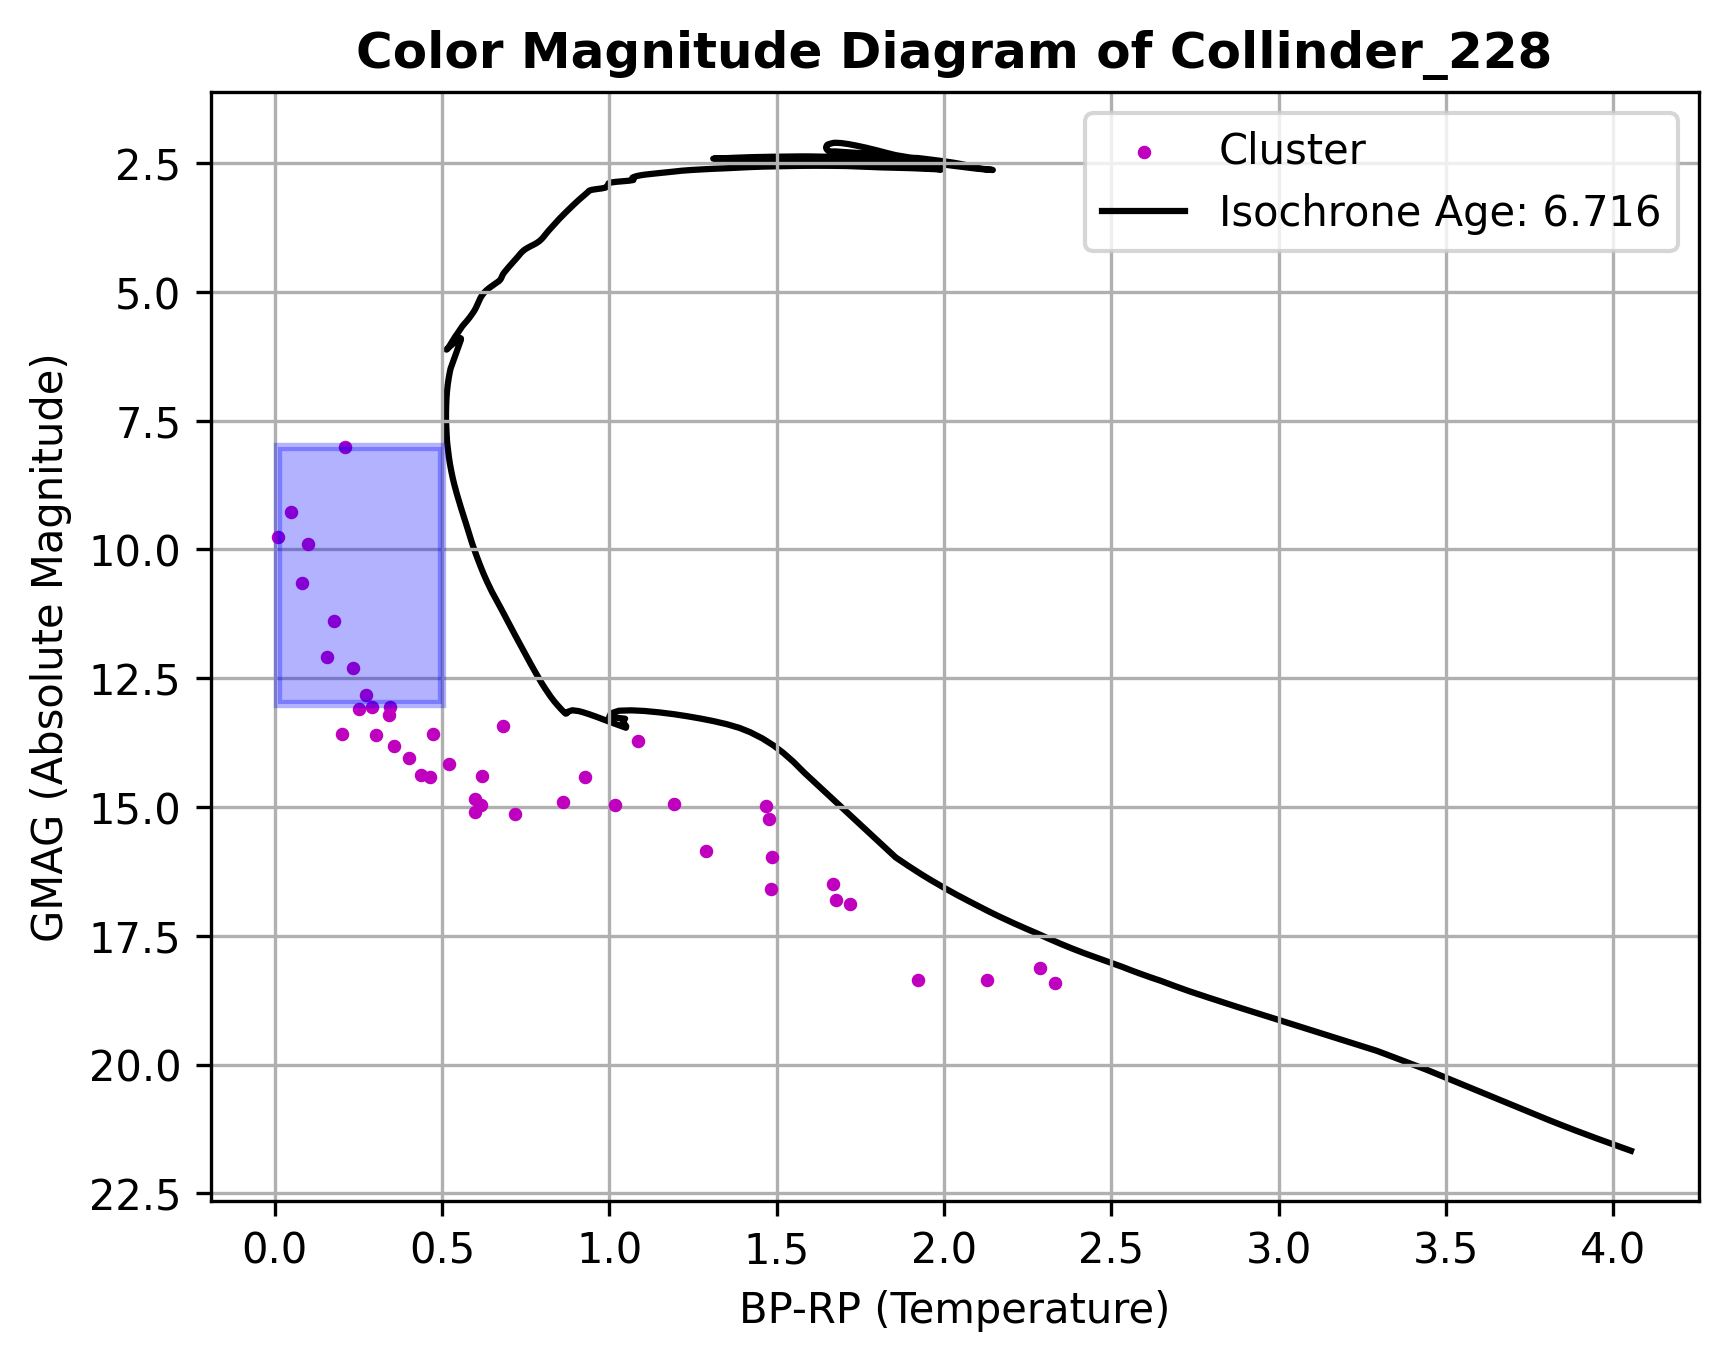 Color Magnitude Diagram of Collinder_228
Cluster
Isochrone Age: 6.716
GMAG (Absolute Magnitude)
2.5
5.0
7.5
10.0
12.5
15.0
17.5
20.0
22.5
0.0 0.5 1.0 1.5 2.0 2.5 3.0 3.5 4.0
BP-RP (Temperature)